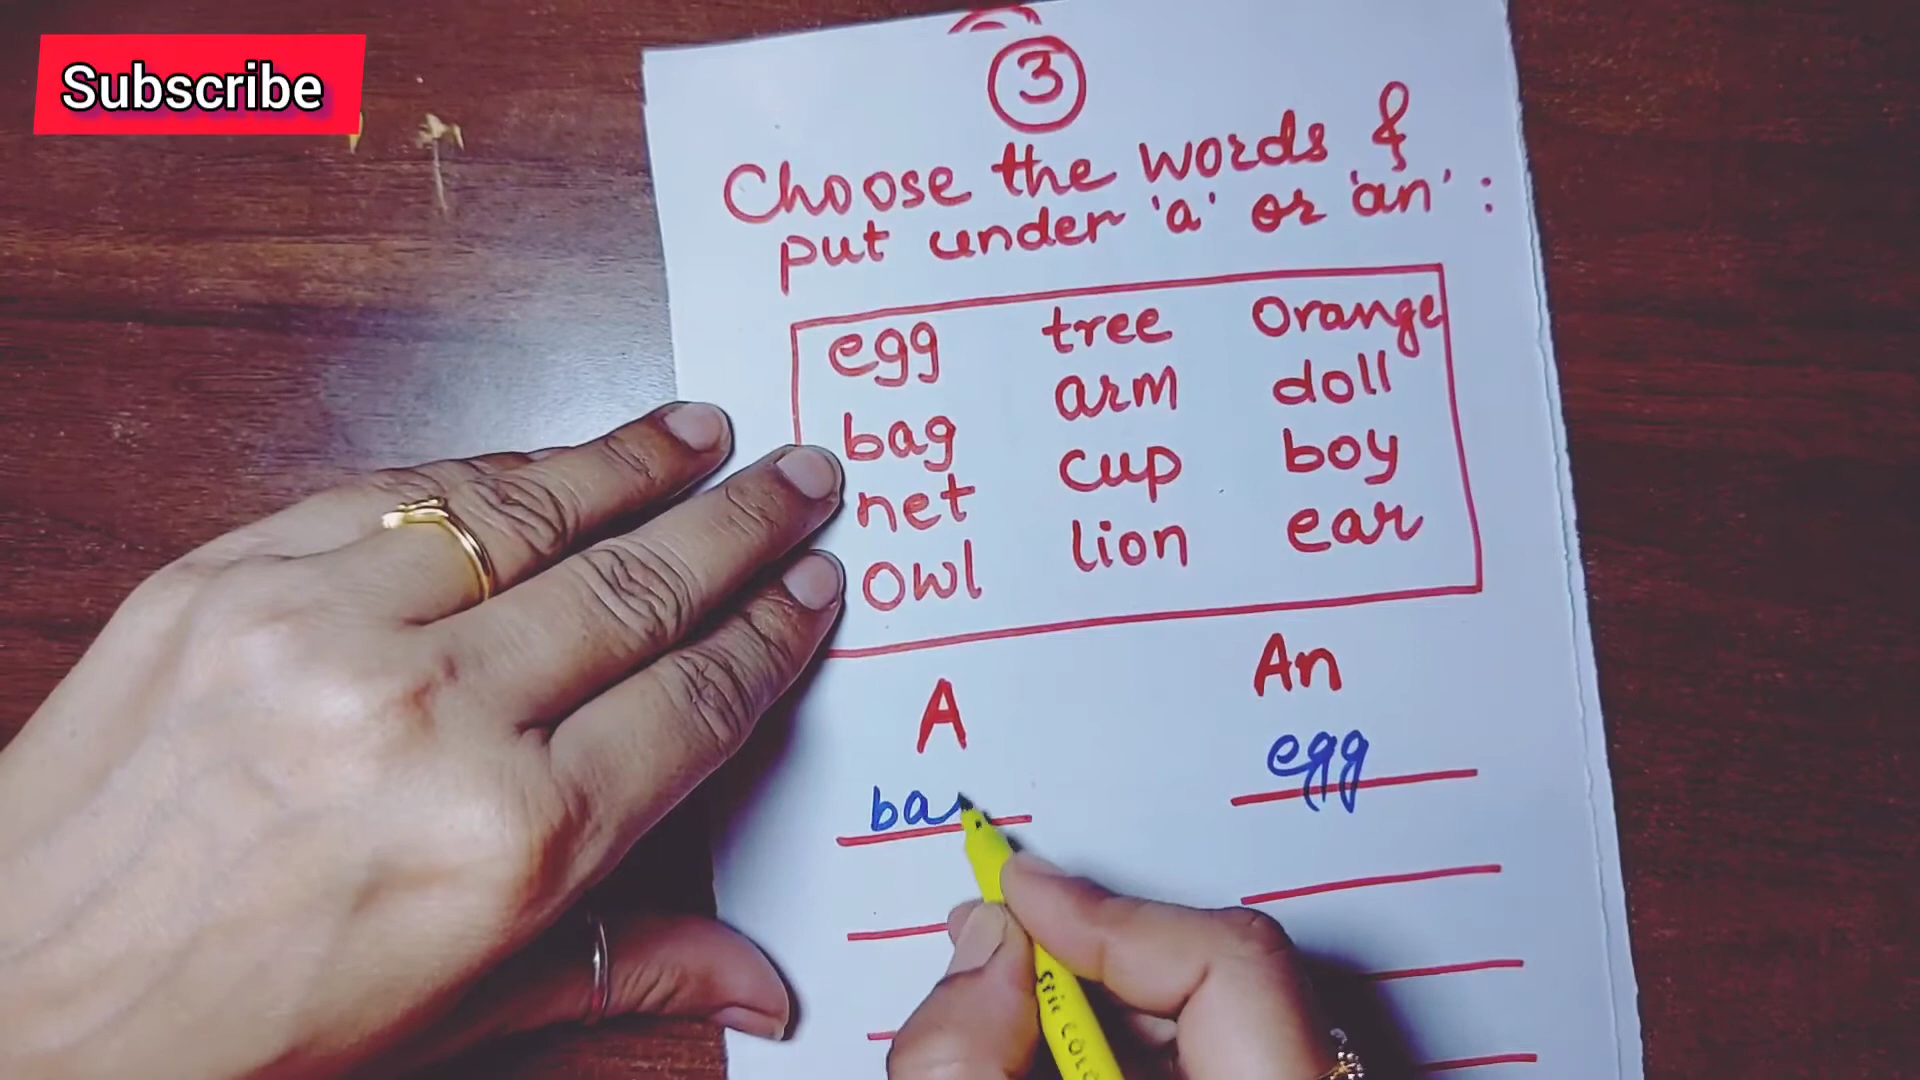 Subscribe
3
Choose the words &
put under 'a' or 'an' :
egg tree orange
bag arm doll
net cup boy
owl lion ear
A An
ba egg